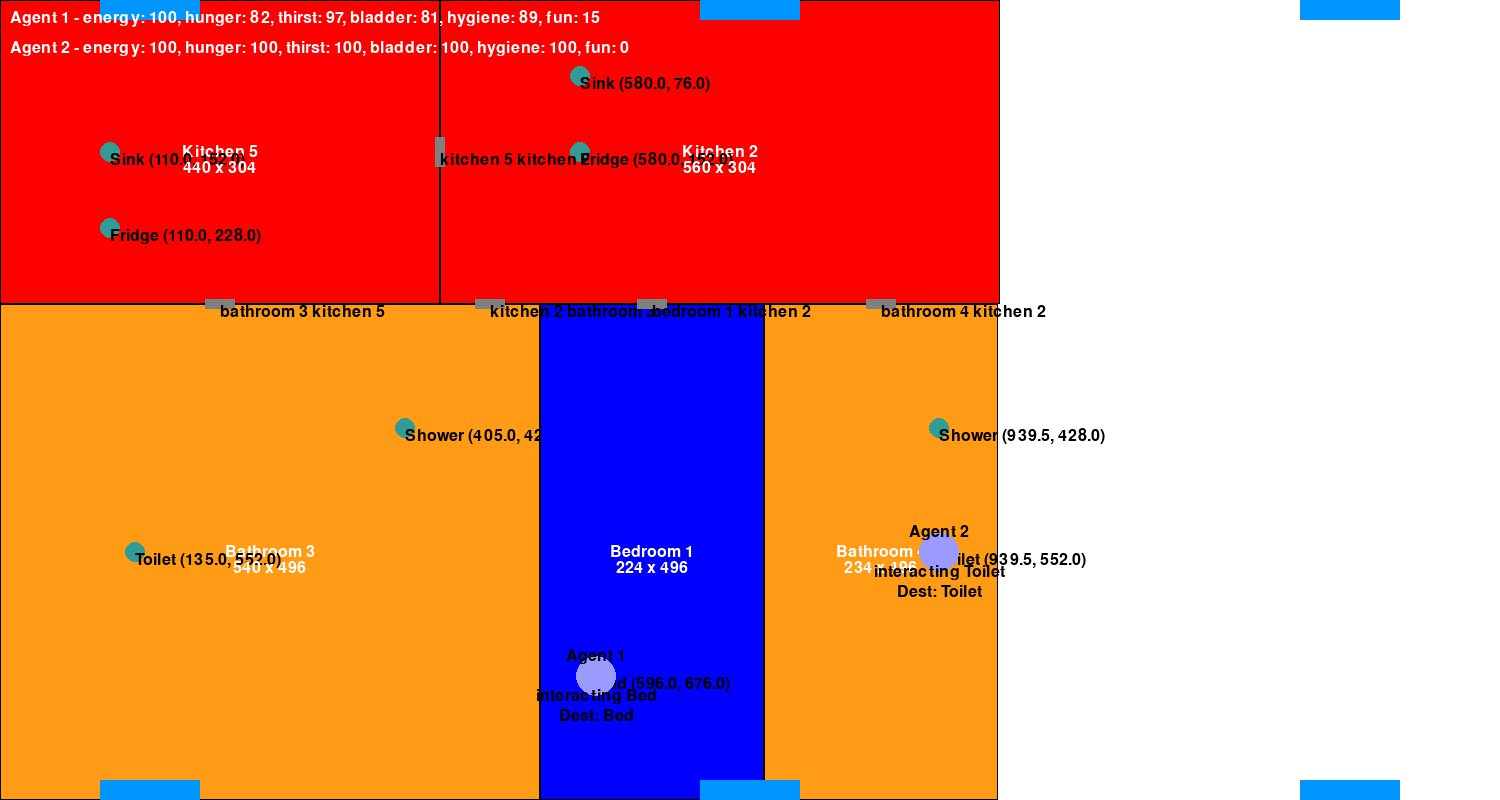 Agent 1 - energy: 100, hunger: 82, thirst: 97, bladder: 81, hygiene: 89, fun: 15
Agent 2 - energy: 100, hunger: 100, thirst: 100, bladder: 100, hygiene: 100, fun: 0
Sink (580.0, 76.0)
Kitchen 5
440 x 304
Sink (110.0, 152.0)
kitchen 5 kitchen 2
Fridge (580.0, 152.0)
Kitchen 2
560 x 304
Fridge (110.0, 228.0)
bathroom 3 kitchen 5
kitchen 2 bathroom 3
bedroom 1 kitchen 2
bathroom 4 kitchen 2
Shower (405.0, 42
Shower (939.5, 428.0)
Agent 2
Toilet (135.0, 552.0)
Bathroom 3
540 x 496
Bedroom 1
224 x 496
Bathroom
234 x 496
ilet (939.5, 552.0)
interacting Toilet
Dest: Toilet
Agent 1
d (596.0, 676.0)
interacting Bed
Dest: Bed